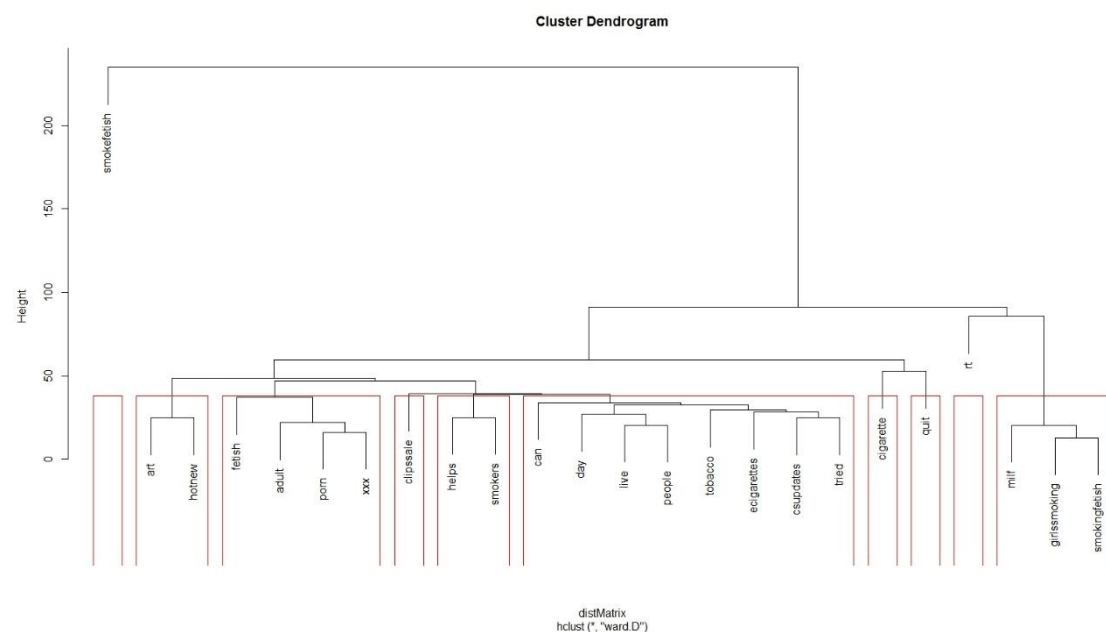 Cluster Dendrogram
Height
0
50
100
150
200
smokefetish
art
hotnew
fetish
adult
porn
xxx
clipssale
helps
smokers
can
day
live
people
tobacco
ecigarettes
csupdates
tried
cigarette
quit
rt
milf
girlssmoking
smokingfetish
distMatrix
hclust (*, "ward.D")